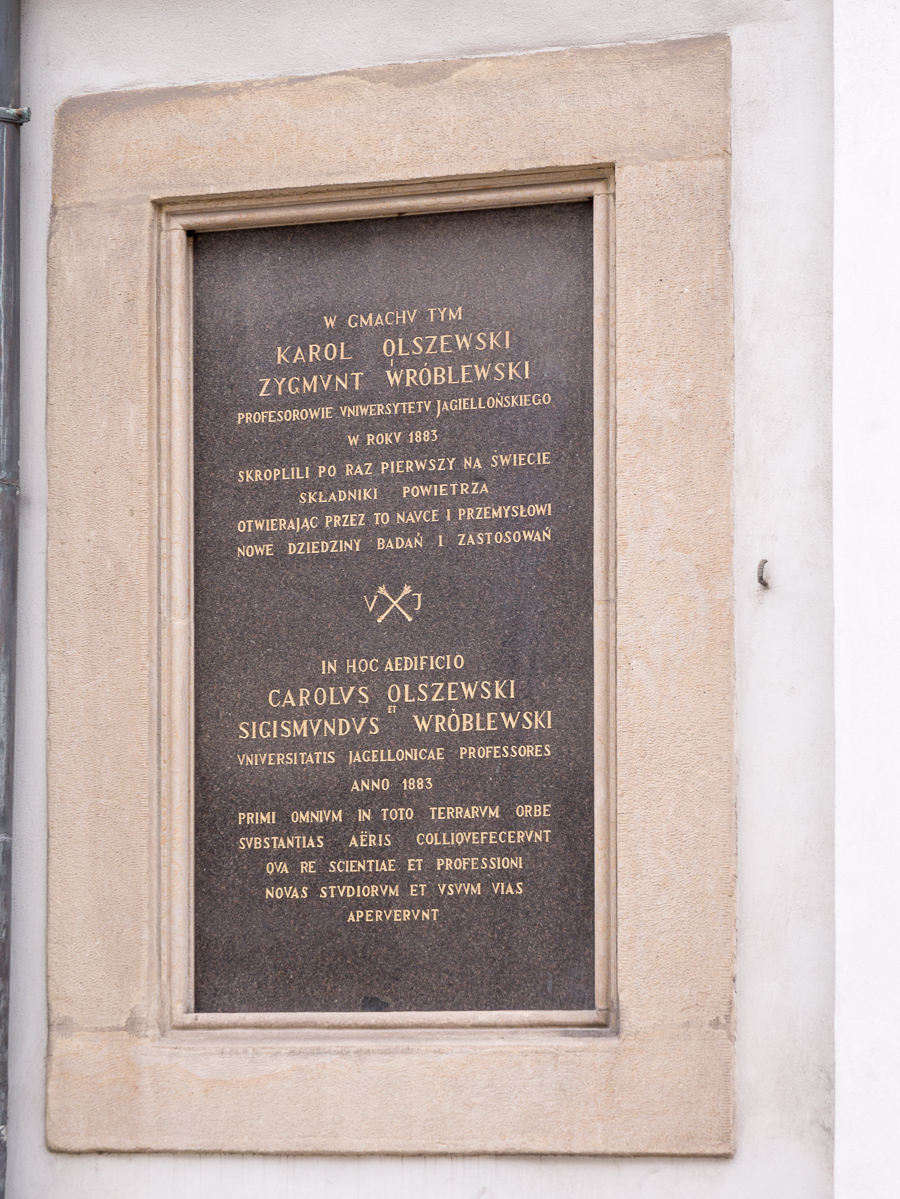 W GMACHV TYM
KAROL OLSZEWSKI
I
ZYGMVNT WRÓBLEWSKI
PROFESOROWIE VNIWERSYTETV JAGIELLOŃSKIEGO
W ROKV 1883
SKROPLILI PO RAZ PIERWSZY NA ŚWIECIE
SKŁADNIKI POWIETRZA
OTWIERAJĄC PRZEZ TO NAVCE I PRZEMYSŁOWI
NOWE DZIEDZINY BADAŃ I ZASTOSOWAŃ
V J
IN HOC AEDIFICIO
CAROLVS OLSZEWSKI
ET
SIGISMVNDVS WRÓBLEWSKI
VNIVERSITATIS JAGELLONICAE PROFESSORES
ANNO 1883
PRIMI OMNIVM IN TOTO TERRARVM ORBE
SVBSTANTIAS AËRIS COLLIQVEFECERVNT
QVA RE SCIENTIAE ET PROFESSIONI
NOVAS STVDIORVM ET VSVVM VIAS
APERVERVNT